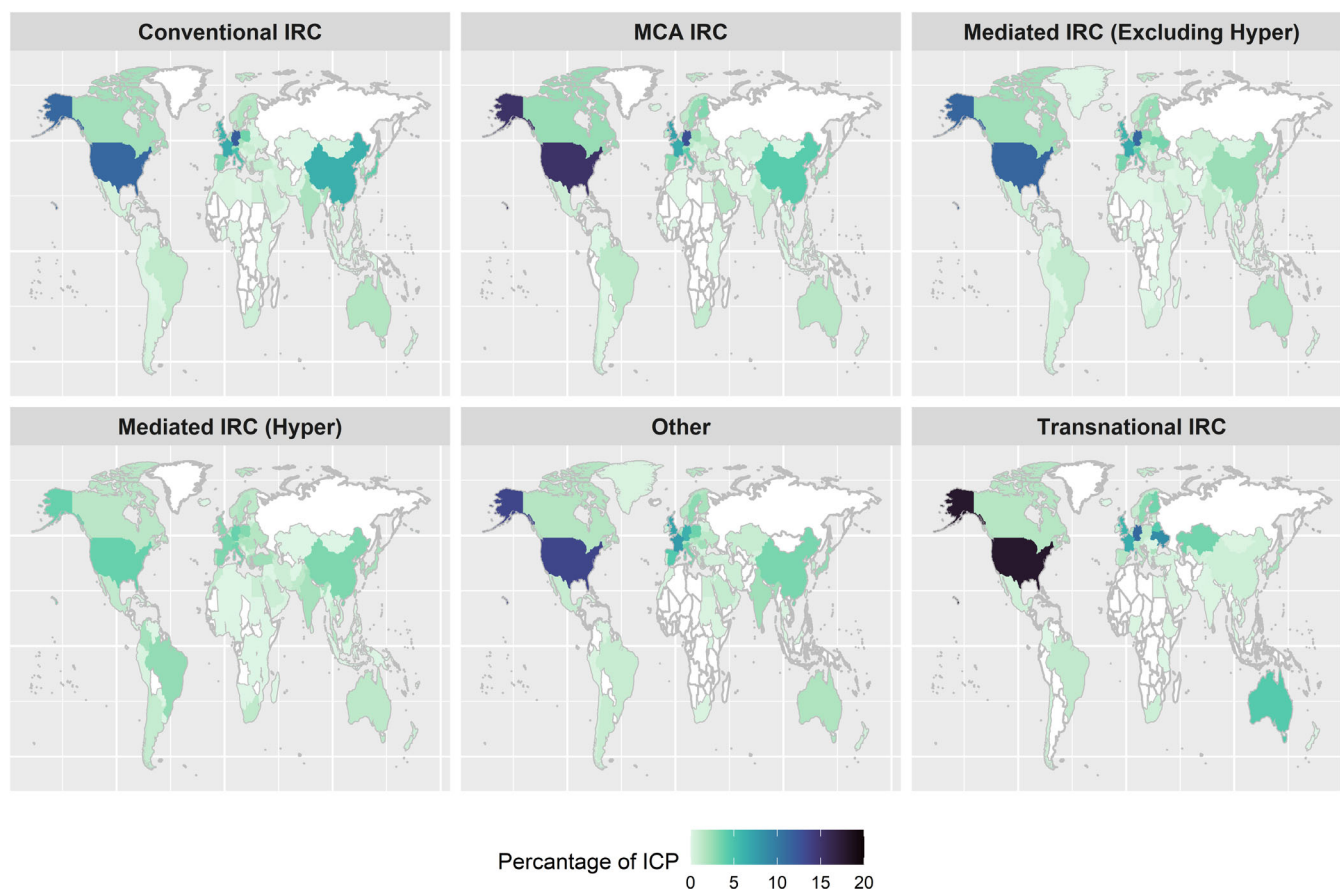 Conventional IRC
MCA IRC
Mediated IRC (Excluding Hyper)
Mediated IRC (Hyper)
Other
Transnational IRC
Percentage of ICP
0 5 10 15 20